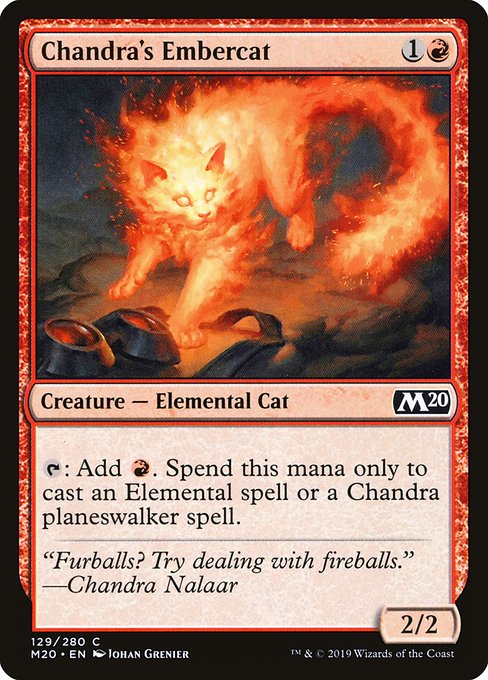 Chandra's Embercat 1
Creature — Elemental Cat M20
: Add . Spend this mana only to
cast an Elemental spell or a Chandra
planeswalker spell.
“Furballs? Try dealing with fireballs.”
—Chandra Nalaar
2/2
129/280 C
M20 • EN Johan Grenier ™ & © 2019 Wizards of the Coast